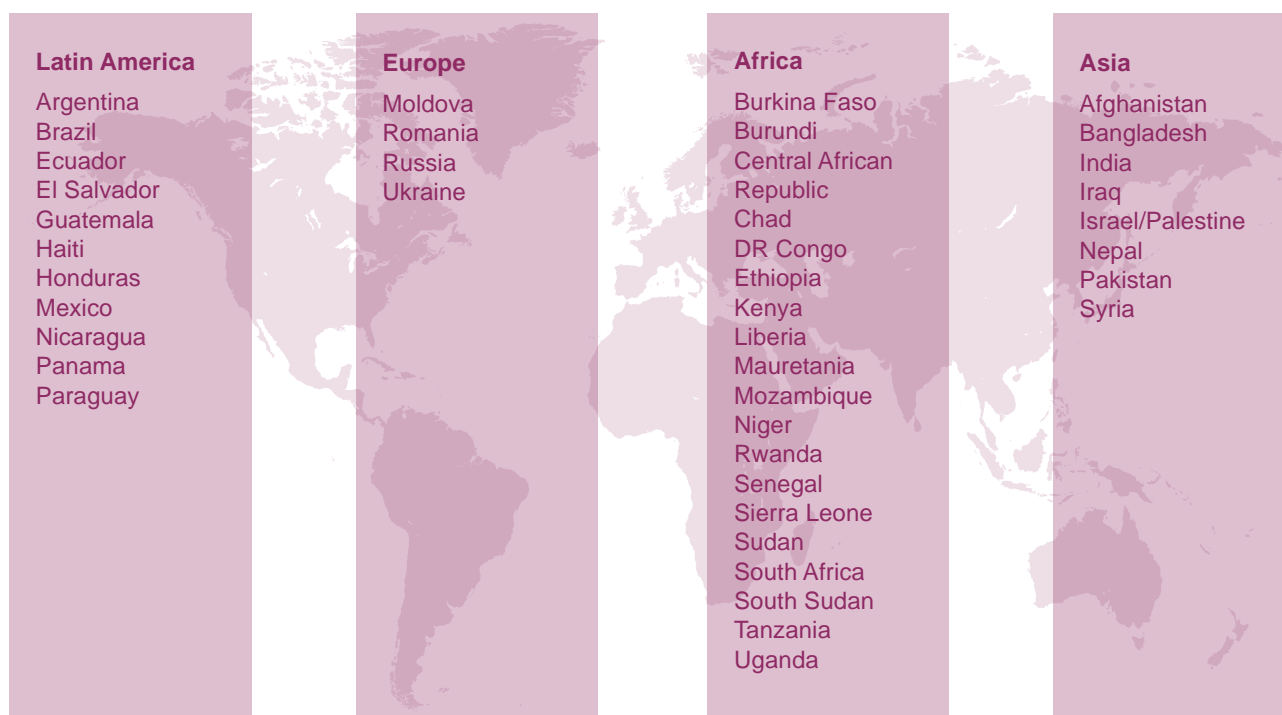 Latin America
Argentina
Brazil
Ecuador
El Salvador
Guatemala
Haiti
Honduras
Mexico
Nicaragua
Panama
Paraguay
Europe
Moldova
Romania
Russia
Ukraine
Africa
Burkina Faso
Burundi
Central African
Republic
Chad
DR Congo
Ethiopia
Kenya
Liberia
Mauretania
Mozambique
Niger
Rwanda
Senegal
Sierra Leone
Sudan
South Africa
South Sudan
Tanzania
Uganda
Asia
Afghanistan
Bangladesh
India
Iraq
Israel/Palestine
Nepal
Pakistan
Syria